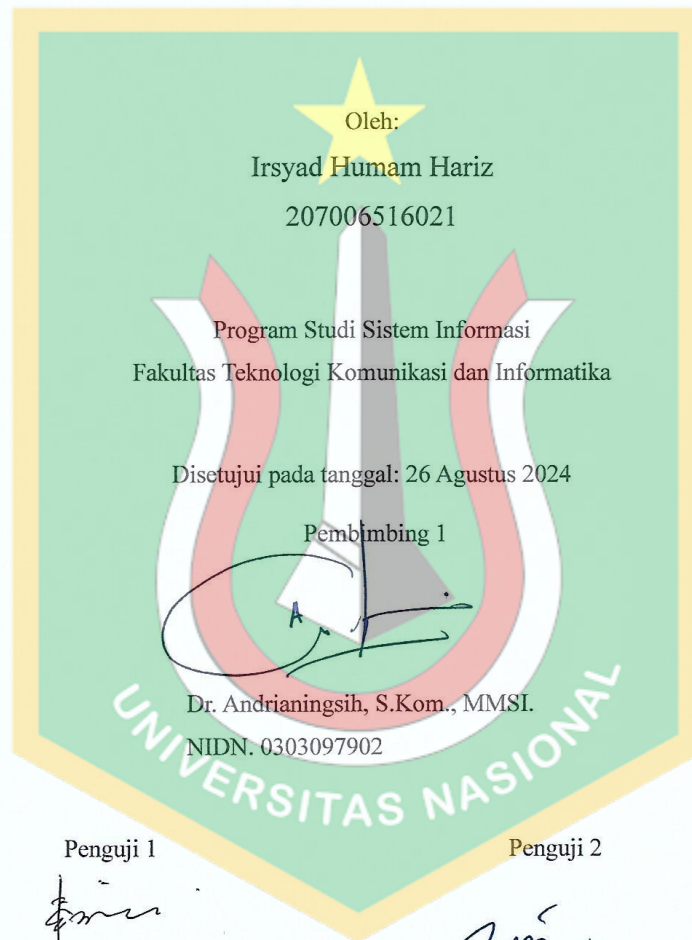 Oleh:
Irsyad Humam Hariz
207006516021
Program Studi Sistem Informasi
Fakultas Teknologi Komunikasi dan Informatika
Disetujui pada tanggal: 26 Agustus 2024
Pembimbing 1
Dr. Andrianingsih, S.Kom., MMSI.
NIDN. 0303097902
UNIVERSITAS NASIONAL
Penguji 1
Penguji 2